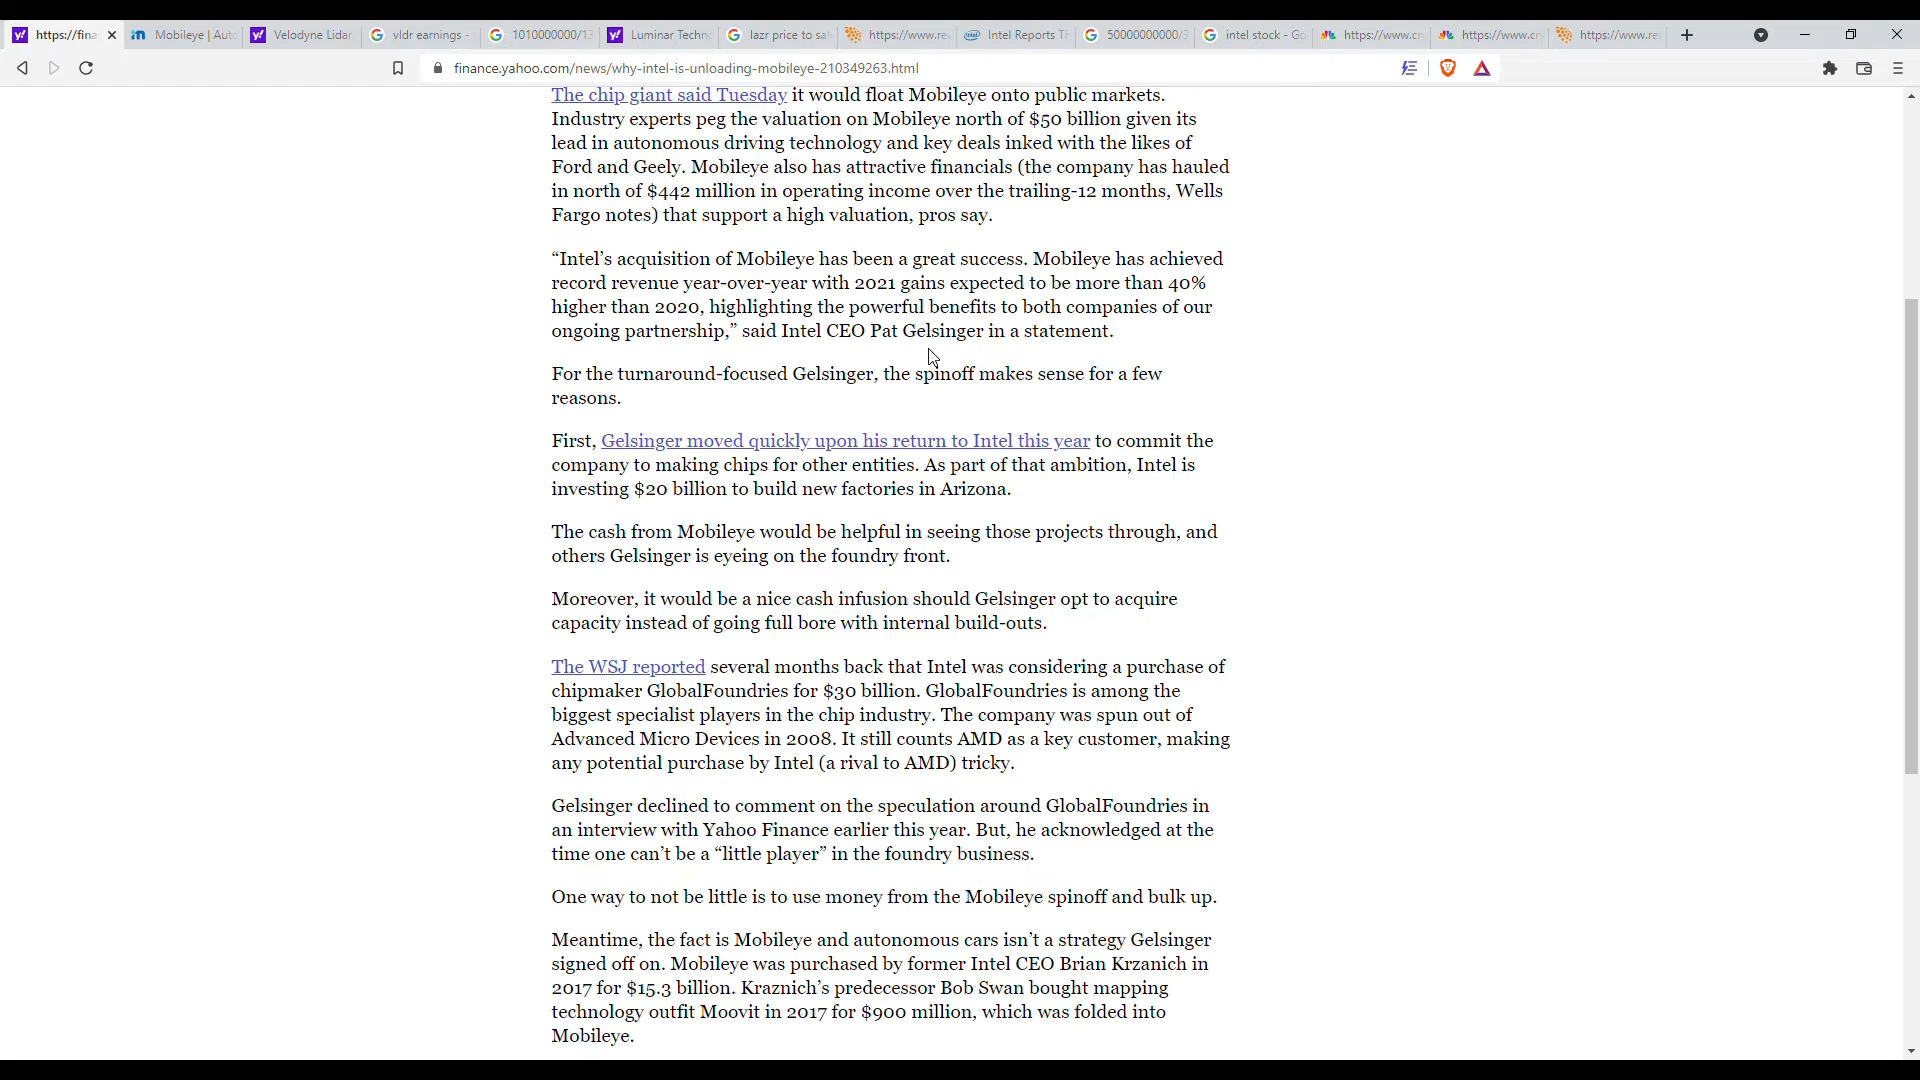 https://fina
Mobileye | Aut
Velodyne Lidar
vldr earnings -
1010000000/13
Luminar Techn
lazr price to sal
https://www.re
Intel Reports Th
50000000000/3
intel stock - Go
https://www.cn
https://www.cn
https://www.re
finance.yahoo.com/news/why-intel-is-unloading-mobileye-210349263.html
The chip giant said Tuesday it would float Mobileye onto public markets.
Industry experts peg the valuation on Mobileye north of $50 billion given its
lead in autonomous driving technology and key deals inked with the likes of
Ford and Geely. Mobileye also has attractive financials (the company has hauled
in north of $442 million in operating income over the trailing-12 months, Wells
Fargo notes) that support a high valuation, pros say.
“Intel’s acquisition of Mobileye has been a great success. Mobileye has achieved
record revenue year-over-year with 2021 gains expected to be more than 40%
higher than 2020, highlighting the powerful benefits to both companies of our
ongoing partnership,” said Intel CEO Pat Gelsinger in a statement.
For the turnaround-focused Gelsinger, the spinoff makes sense for a few
reasons.
First, Gelsinger moved quickly upon his return to Intel this year to commit the
company to making chips for other entities. As part of that ambition, Intel is
investing $20 billion to build new factories in Arizona.
The cash from Mobileye would be helpful in seeing those projects through, and
others Gelsinger is eyeing on the foundry front.
Moreover, it would be a nice cash infusion should Gelsinger opt to acquire
capacity instead of going full bore with internal build-outs.
The WSJ reported several months back that Intel was considering a purchase of
chipmaker GlobalFoundries for $30 billion. GlobalFoundries is among the
biggest specialist players in the chip industry. The company was spun out of
Advanced Micro Devices in 2008. It still counts AMD as a key customer, making
any potential purchase by Intel (a rival to AMD) tricky.
Gelsinger declined to comment on the speculation around GlobalFoundries in
an interview with Yahoo Finance earlier this year. But, he acknowledged at the
time one can’t be a “little player” in the foundry business.
One way to not be little is to use money from the Mobileye spinoff and bulk up.
Meantime, the fact is Mobileye and autonomous cars isn’t a strategy Gelsinger
signed off on. Mobileye was purchased by former Intel CEO Brian Krzanich in
2017 for $15.3 billion. Kraznich’s predecessor Bob Swan bought mapping
technology outfit Moovit in 2017 for $900 million, which was folded into
Mobileye.